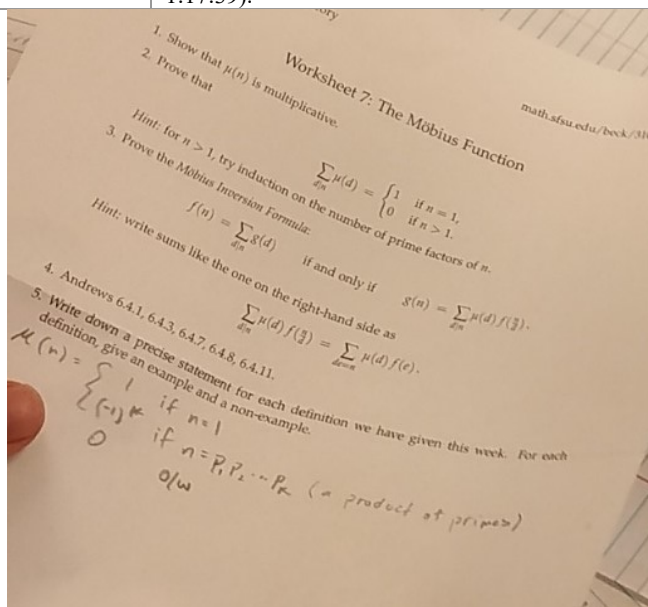 Worksheet 7: The Möbius Function
math.sfsu.edu/beck/310
1. Show that μ(n) is multiplicative.
2. Prove that
∑_{d|n} μ(d) = { 1 if n = 1, 0 if n > 1.
Hint: for n > 1, try induction on the number of prime factors of n.
3. Prove the Möbius Inversion Formula:
f(n) = ∑_{d|n} g(d) if and only if g(n) = ∑_{d|n} μ(d) f(n/d).
Hint: write sums like the one on the right-hand side as
∑_{d|n} μ(d) f(n/d) = ∑_{de=n} μ(d) f(e).
4. Andrews 6.4.1, 6.4.3, 6.4.7, 6.4.8, 6.4.11.
5. Write down a precise statement for each definition we have given this week. For each
definition, give an example and a non-example.
μ(n) = { 1 if n=1
(-1)^k if n=P₁P₂...Pₖ (a product of primes)
0 o/w